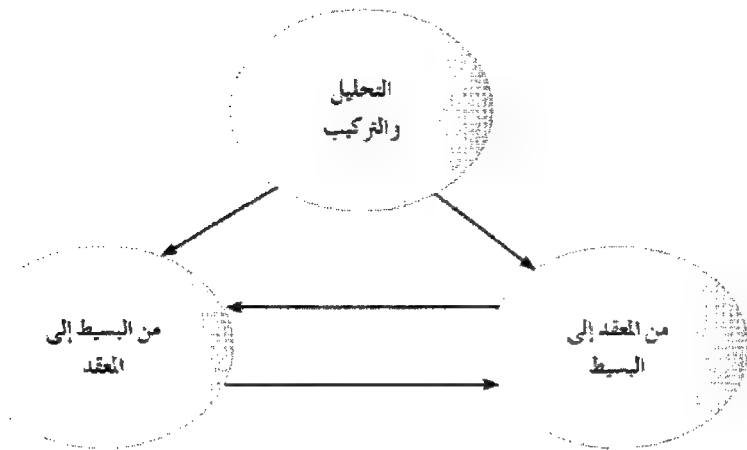 التحليل
والتركيب
من المعقد إلى
البسيط
من البسيط إلى
المعقد